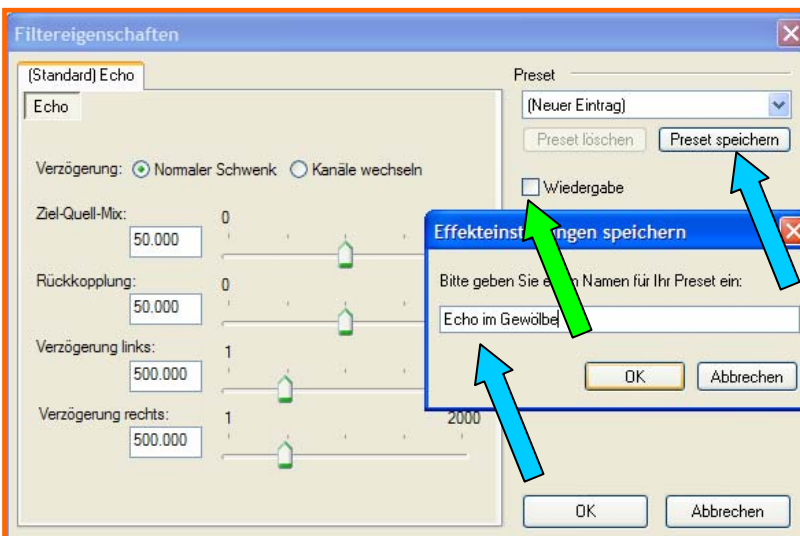 Filtereigenschaften
(Standard) Echo
Echo
Verzögerung: Normaler Schwenk Kanäle wechseln
Ziel-Quell-Mix: 0
50.000
Rückkopplung: 0
50.000
Verzögerung links: 1
500.000
Verzögerung rechts: 1 2000
500.000
Preset
(Neuer Eintrag)
Preset löschen Preset speichern
Wiedergabe
Effekteinstellungen speichern
Bitte geben Sie einen Namen für Ihr Preset ein:
Echo im Gewölbe
OK Abbrechen
OK Abbrechen